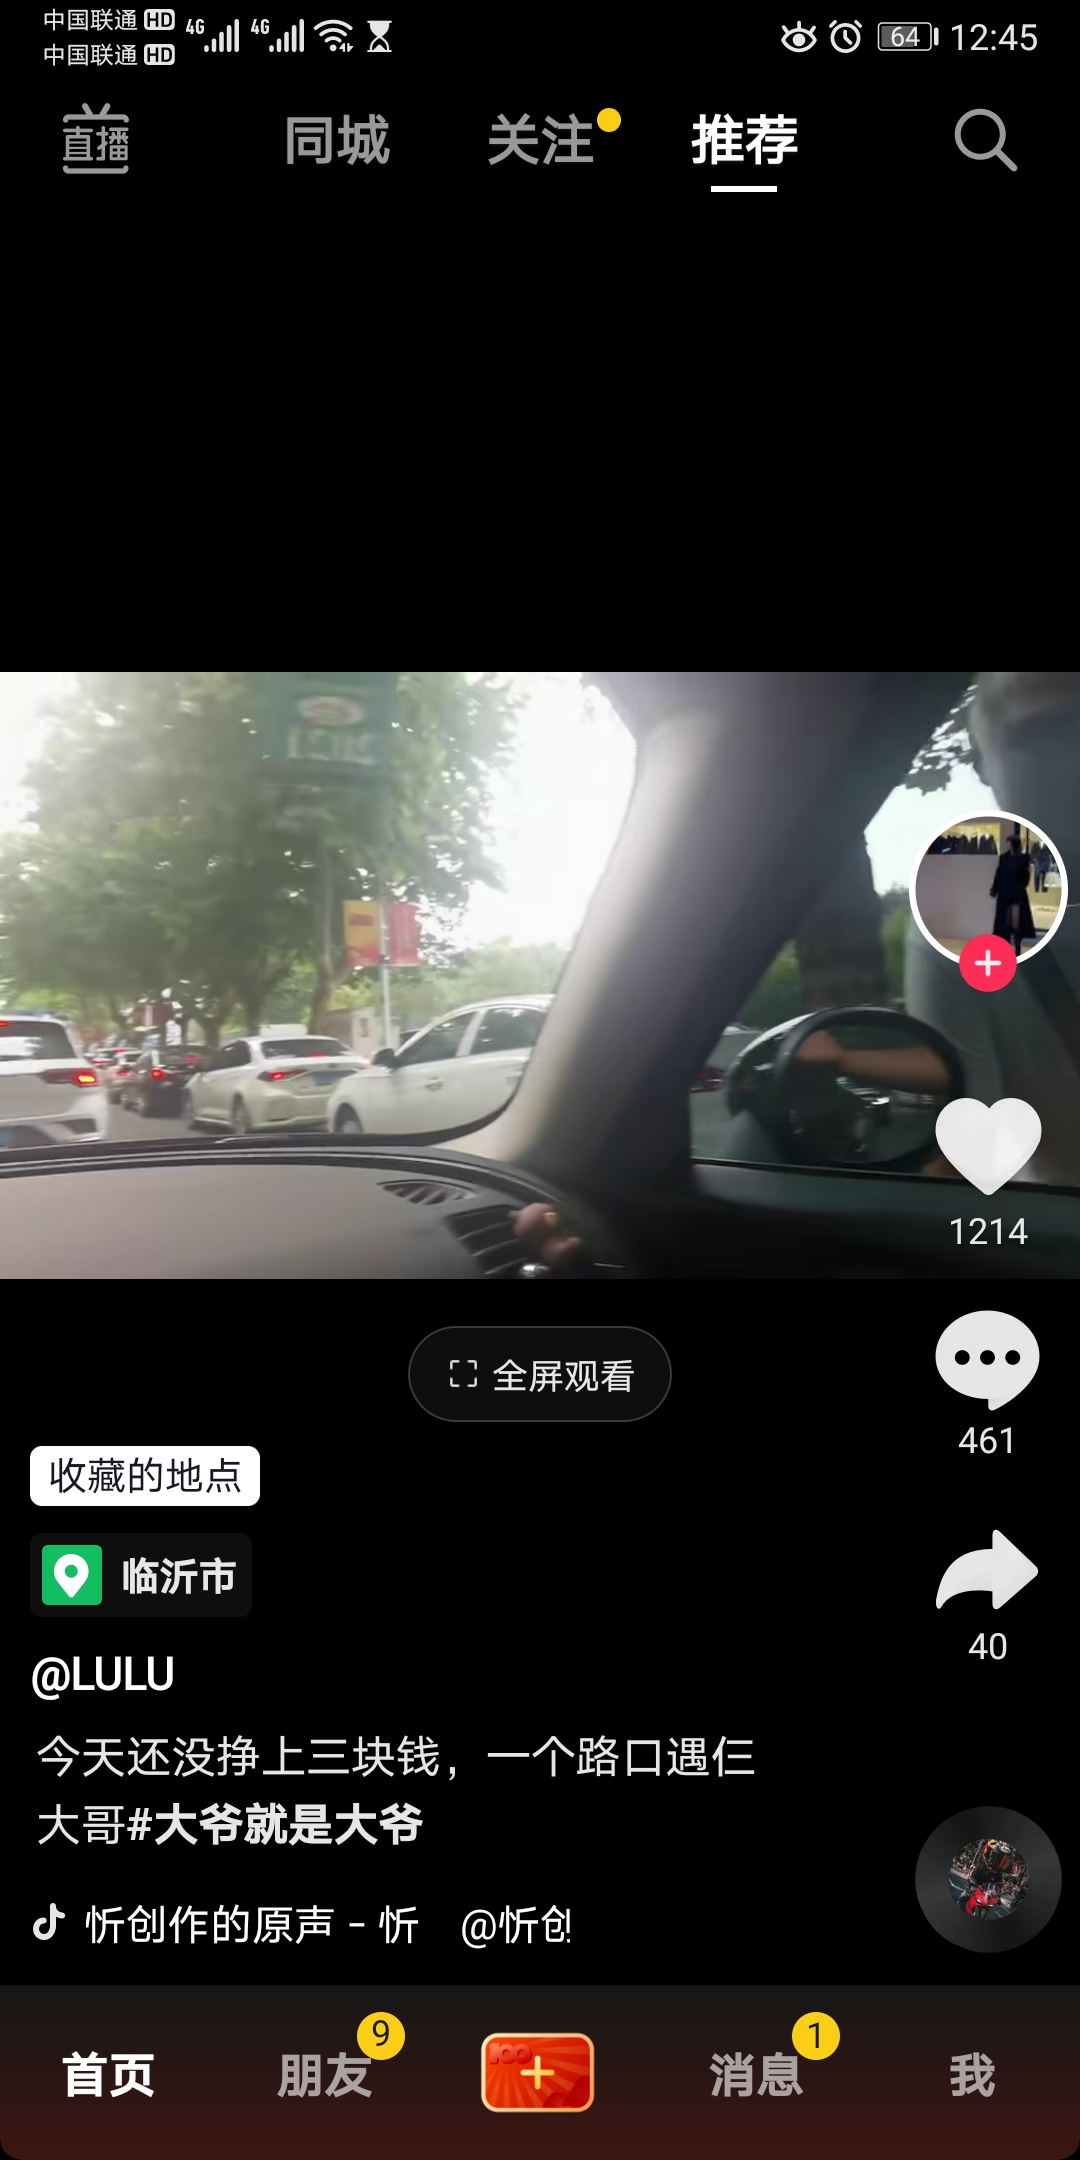 中国联通 HD 4G 4G 64 12:45
中国联通 HD
直播 同城 关注 推荐
1214
全屏观看
461
收藏的地点
临沂市
40
@LULU
今天还没挣上三块钱，一个路口遇仨
大哥#大爷就是大爷
忻创作的原声 - 忻 @忻创
首页 朋友 9 100 消息 1 我